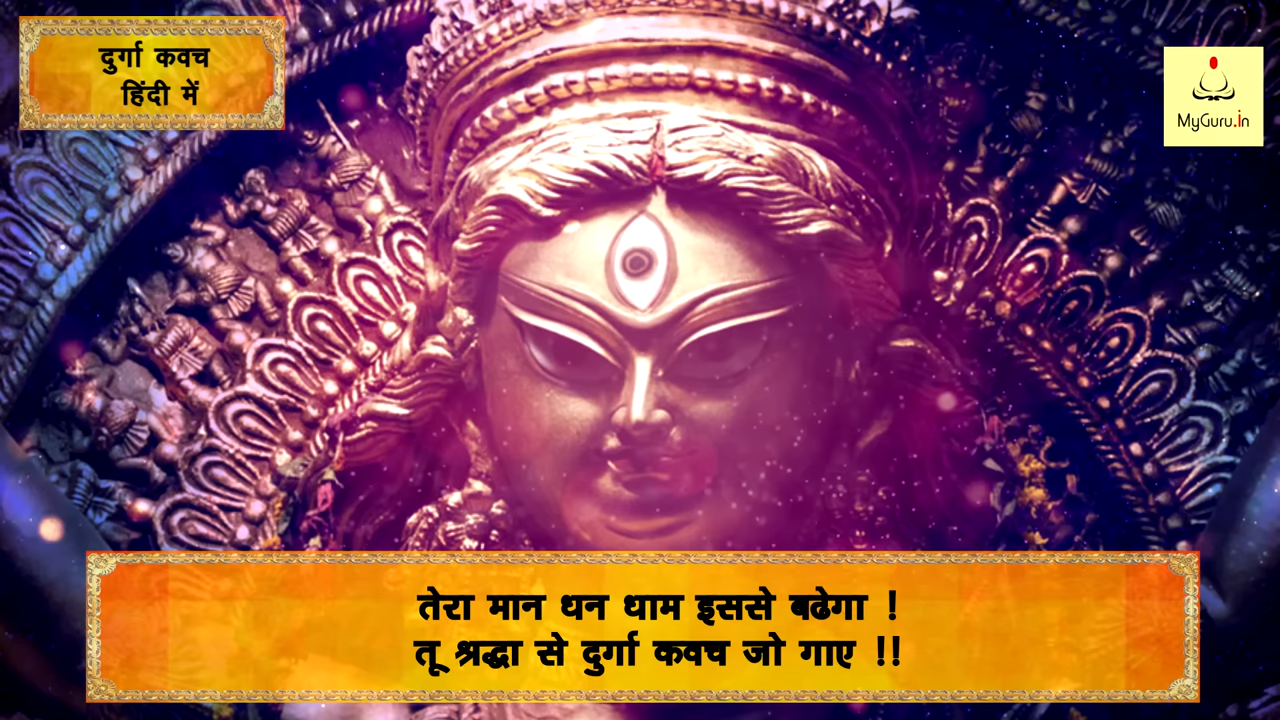 दुर्गा कवच
हिंदी में
MyGuru.in
तेरा मान धन धाम इससे बढेगा !
तू श्रद्धा से दुर्गा कवच जो गाए !!